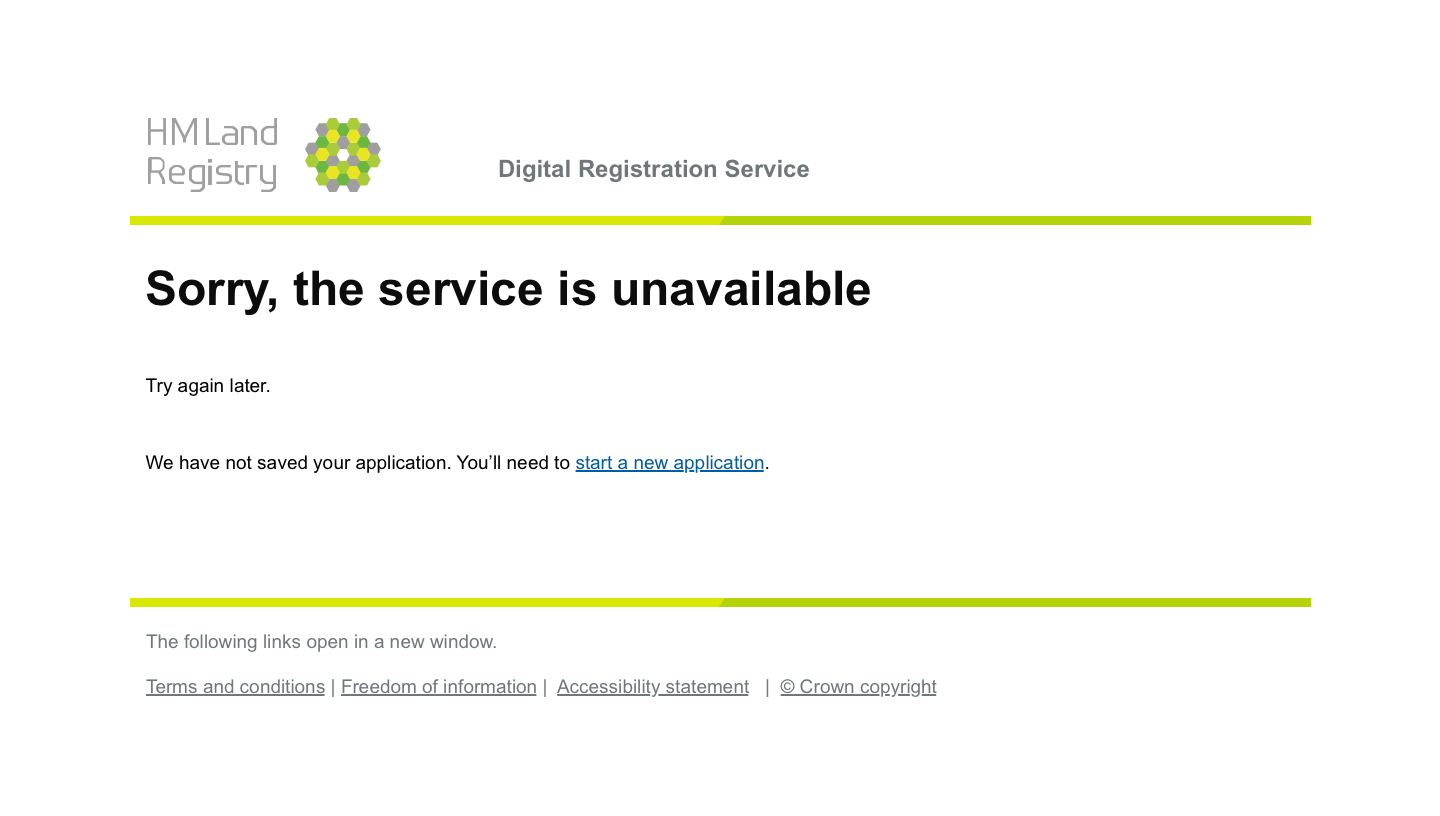 HM Land
Registry
Digital Registration Service
Sorry, the service is unavailable
Try again later.
We have not saved your application. You’ll need to start a new application.
The following links open in a new window.
Terms and conditions | Freedom of information | Accessibility statement | © Crown copyright